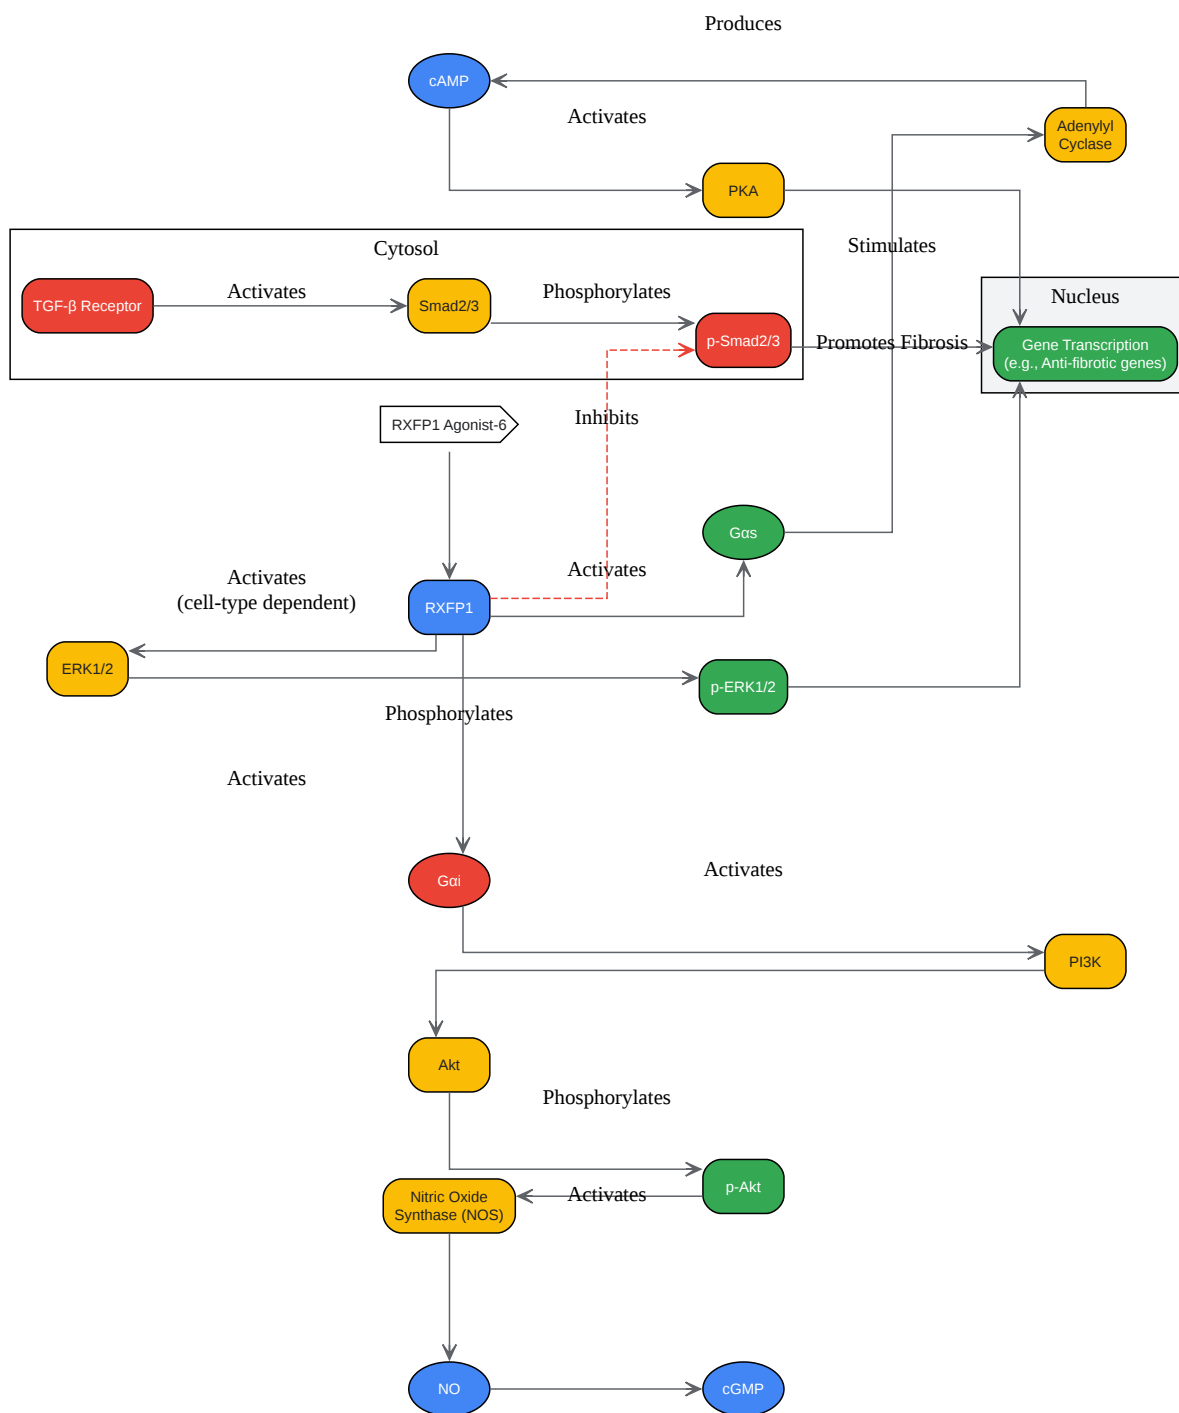 Produces
cAMP
Activates
Adenylyl
Cyclase
PKA
Cytosol
Stimulates
TGF-β Receptor
Activates
Smad2/3
Phosphorylates
p-Smad2/3
Promotes Fibrosis
Nucleus
Gene Transcription
(e.g., Anti-fibrotic genes)
RXFP1 Agonist-6
Inhibits
Gαs
Activates
(cell-type dependent)
RXFP1
Activates
ERK1/2
p-ERK1/2
Phosphorylates
Activates
Gαi
Activates
PI3K
Akt
Phosphorylates
p-Akt
Nitric Oxide
Synthase (NOS)
Activates
NO
cGMP